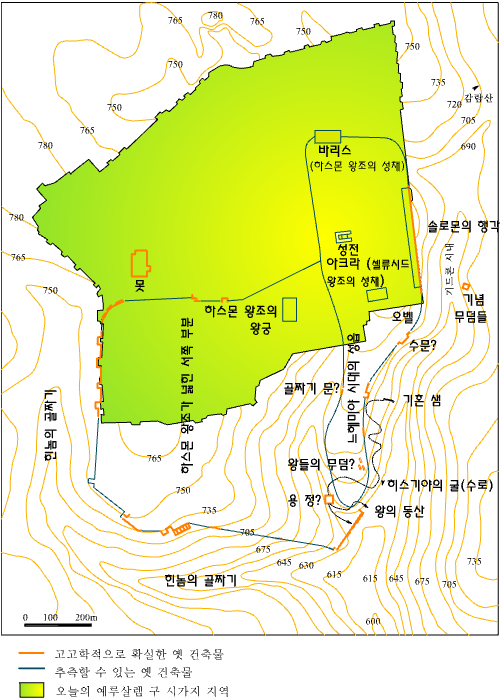 765
780
765
750
705
750
750
735
750
765
780
720
감람산
705
690
바리스
(하스몬 왕조의 성채)
780
솔로몬의 행각
성전
아크라 (셀류시드
왕조의 성채)
기드론 시내
765
750
못
기념
무덤들
하스몬 왕조의
왕궁
오벨
수문?
하스몬 왕조가 넓힌 서쪽 부분
느헤미야 시대의 성읍
골짜기 문?
기혼 샘
힌놈의 골짜기
765
왕들의 무덤?
히스기야의 굴(수로)
750
용 정?
왕의 동산
735
705
675
645
630
615
힌놈의 골짜기
615
645
675
705
735
600
0 100 200m
고고학적으로 확실한 옛 건축물
추측할 수 있는 옛 건축물
오늘의 예루살렘 구 시가지 지역